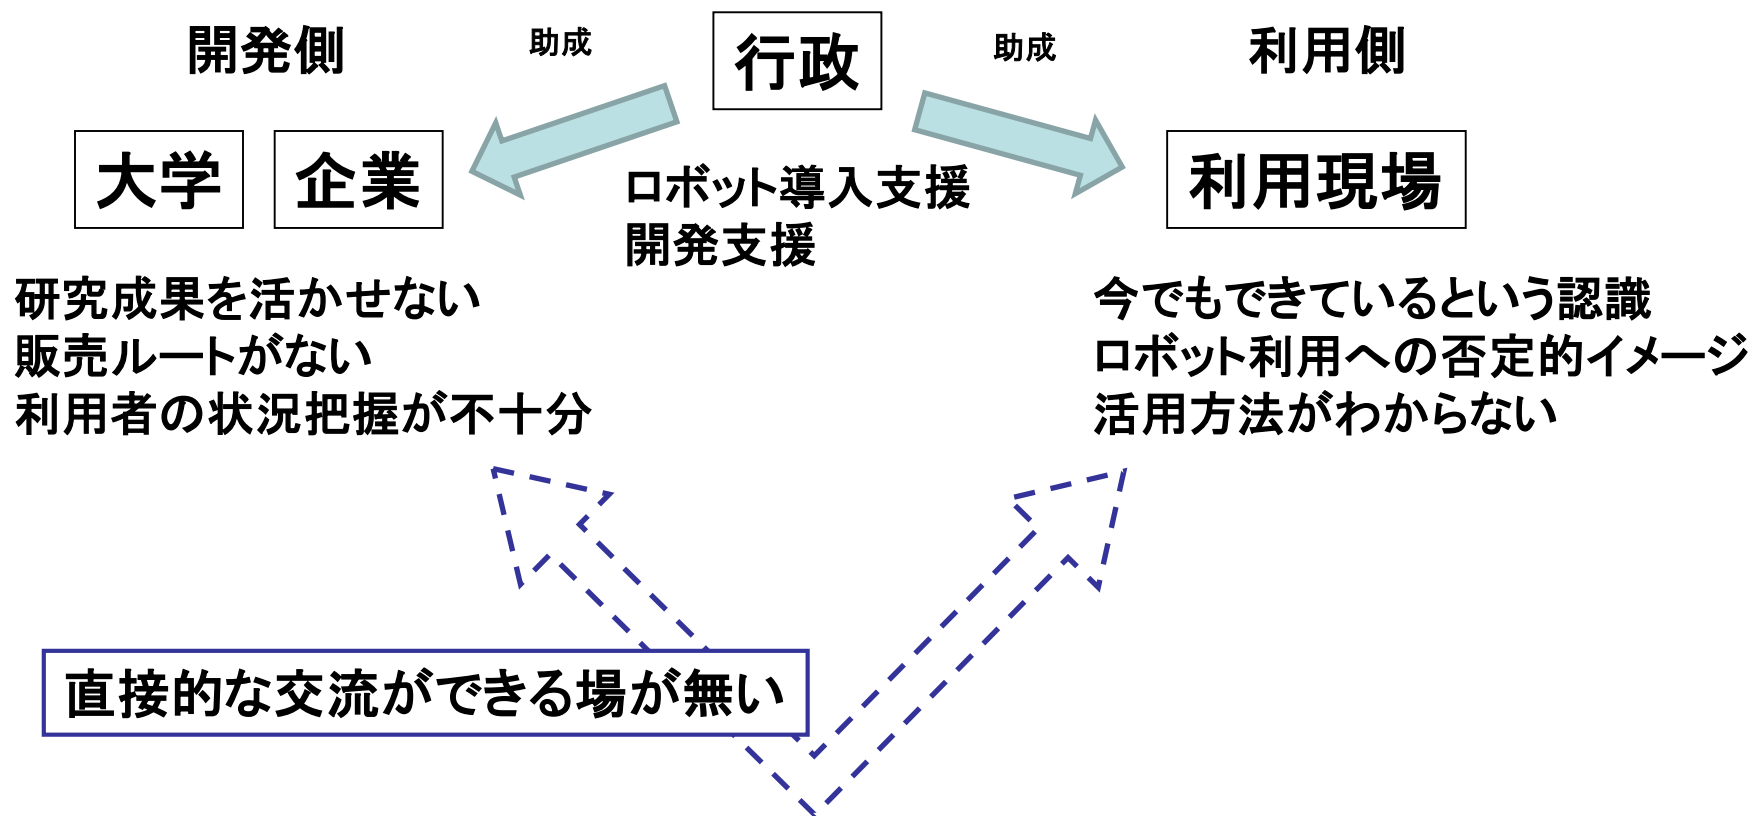 開発側
助成
行政
助成
利用側
大学
企業
利用現場
ロボット導入支援
開発支援
研究成果を活かせない
販売ルートがない
利用者の状況把握が不十分
今でもできているという認識
ロボット利用への否定的イメージ
活用方法がわからない
直接的な交流ができる場が無い